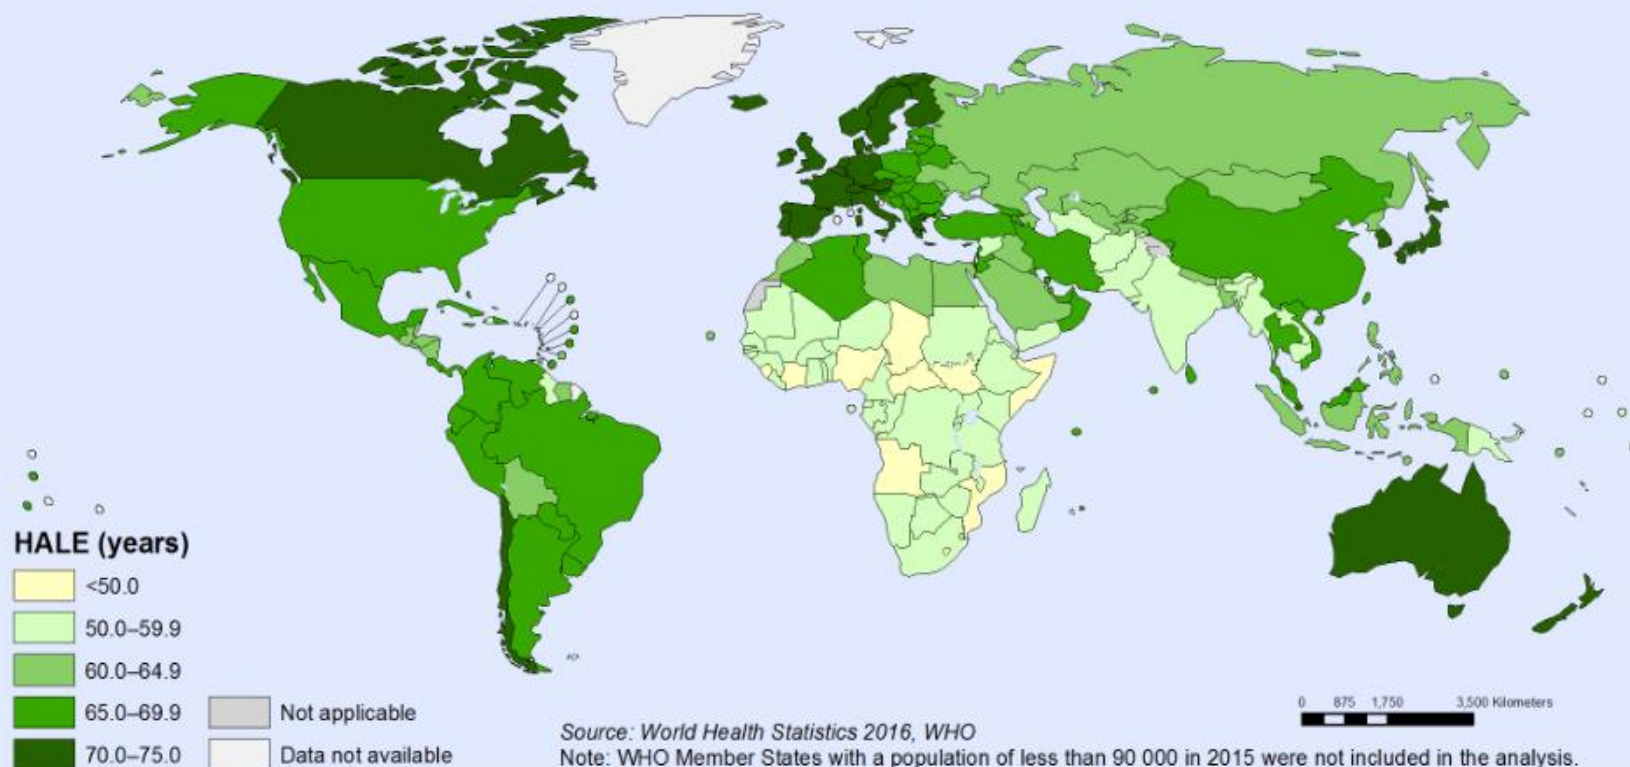 HALE (years)
<50.0
50.0–59.9
60.0–64.9
65.0–69.9
70.0–75.0
Not applicable
Data not available
Source: World Health Statistics 2016, WHO
Note: WHO Member States with a population of less than 90 000 in 2015 were not included in the analysis.
0 875 1,750 3,500 Kilometers